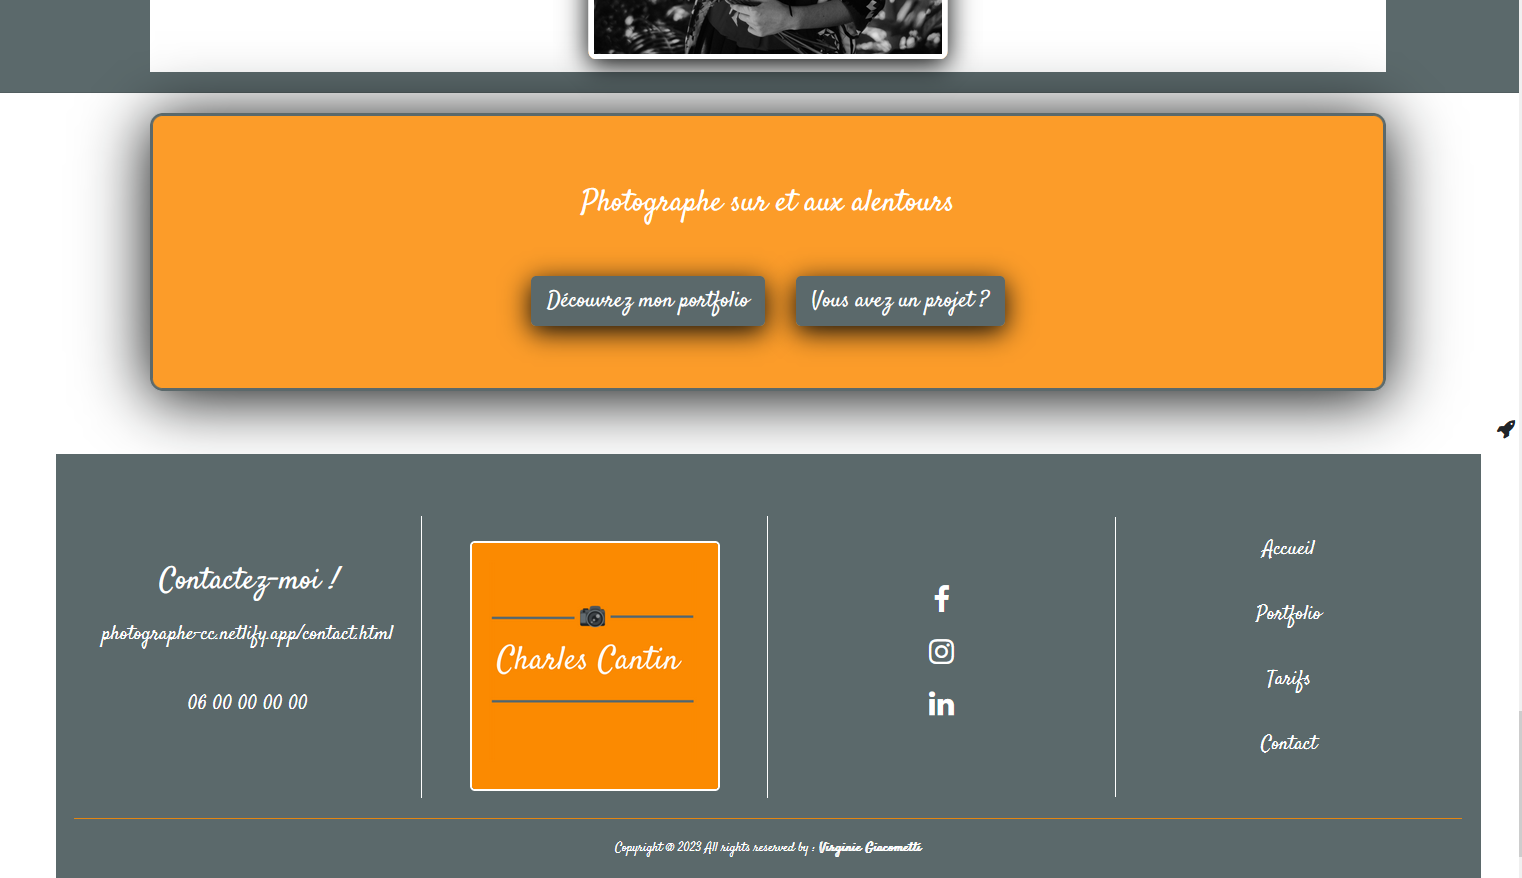 Photographe sur et aux alentours
Découvrez mon portfolio
Vous avez un projet ?
Contactez-moi !
photographe-cc.netlify.app/contact.html
06 00 00 00 00
Charles Cantin
Accueil
Portfolio
Tarifs
Contact
Copyright © 2023 All rights reserved by : Virginie Giacometti